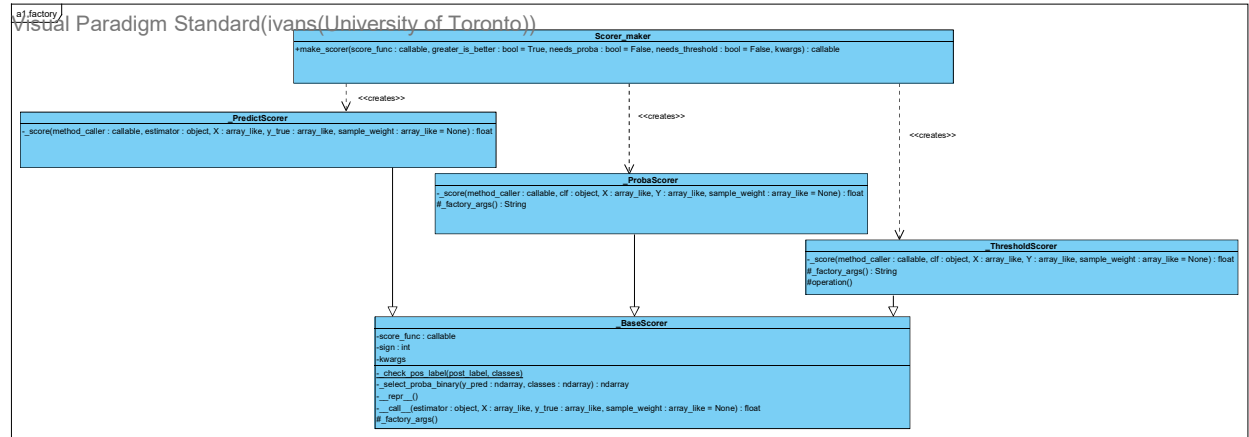 a1.factory
Visual Paradigm Standard(ivans(University of Toronto))
Scorer_maker
+make_scorer(score_func : callable, greater_is_better : bool = True, needs_proba : bool = False, needs_threshold : bool = False, kwargs) : callable
<<creates>>
<<creates>>
<<creates>>
_PredictScorer
-_score(method_caller : callable, estimator : object, X : array_like, y_true : array_like, sample_weight : array_like = None) : float
_ProbaScorer
-_score(method_caller : callable, clf : object, X : array_like, Y : array_like, sample_weight : array_like = None) : float
#_factory_args() : String
_ThresholdScorer
-_score(method_caller : callable, clf : object, X : array_like, Y : array_like, sample_weight : array_like = None) : float
#_factory_args() : String
#operation()
_BaseScorer
-score_func : callable
-sign : int
-kwargs
-_check_pos_label(post_label, classes)
-_select_proba_binary(y_pred : ndarray, classes : ndarray) : ndarray
-__repr__()
-__call__(estimator : object, X : array_like, y_true : array_like, sample_weight : array_like = None) : float
#_factory_args()